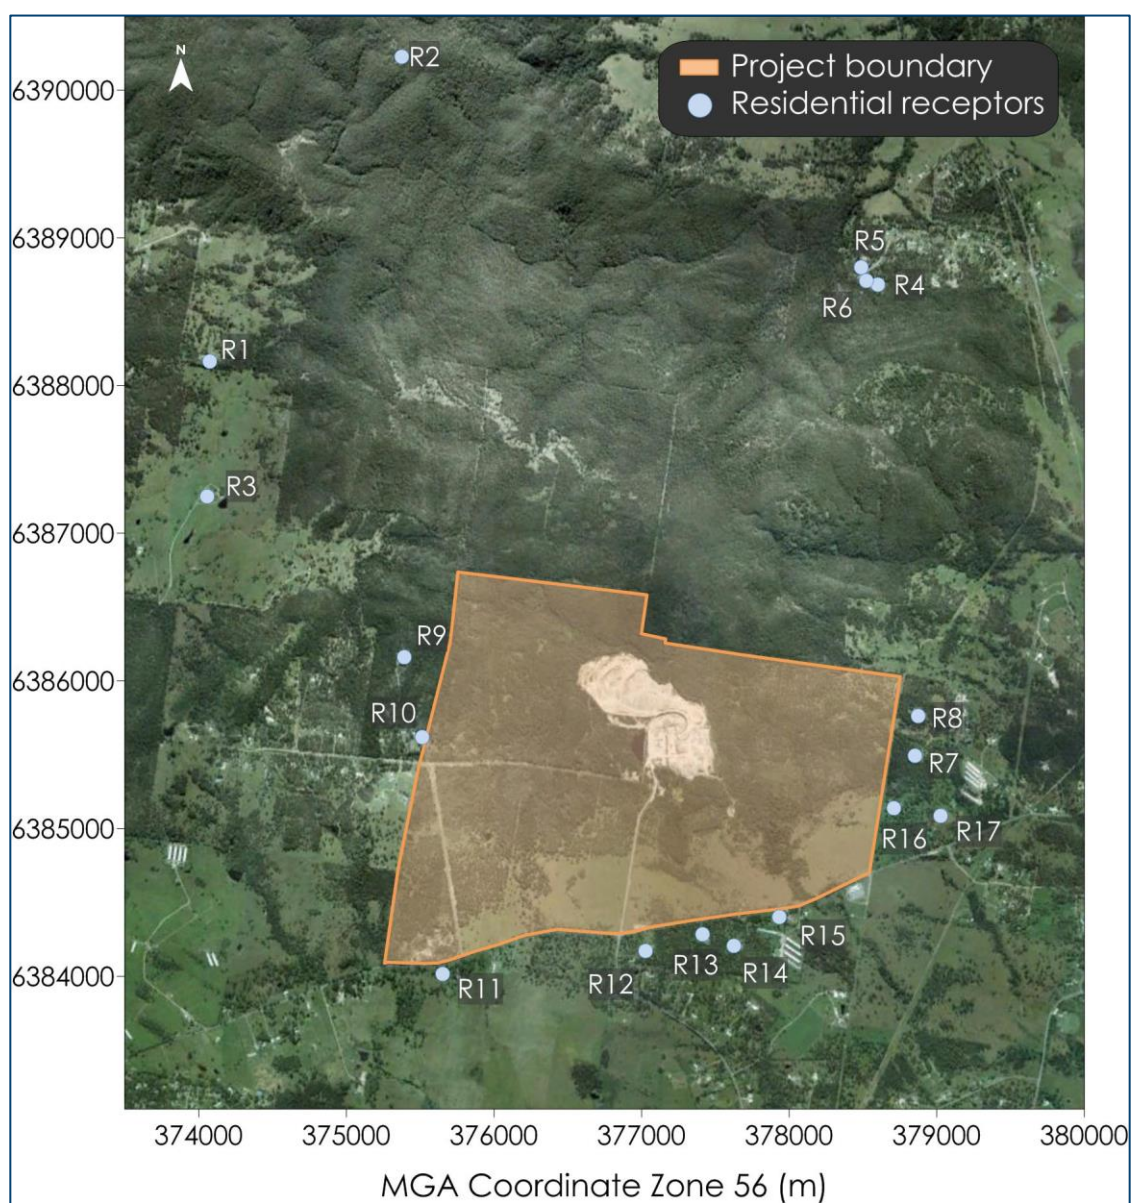 N
R2
Project boundary
Residential receptors
6390000
6389000
R5
R4
R6
R1
6388000
R3
6387000
R9
6386000
R10
R8
R7
6385000
R16
R17
R15
R13
R14
R12
6384000
R11
374000
375000
376000
377000
378000
379000
380000
MGA Coordinate Zone 56 (m)